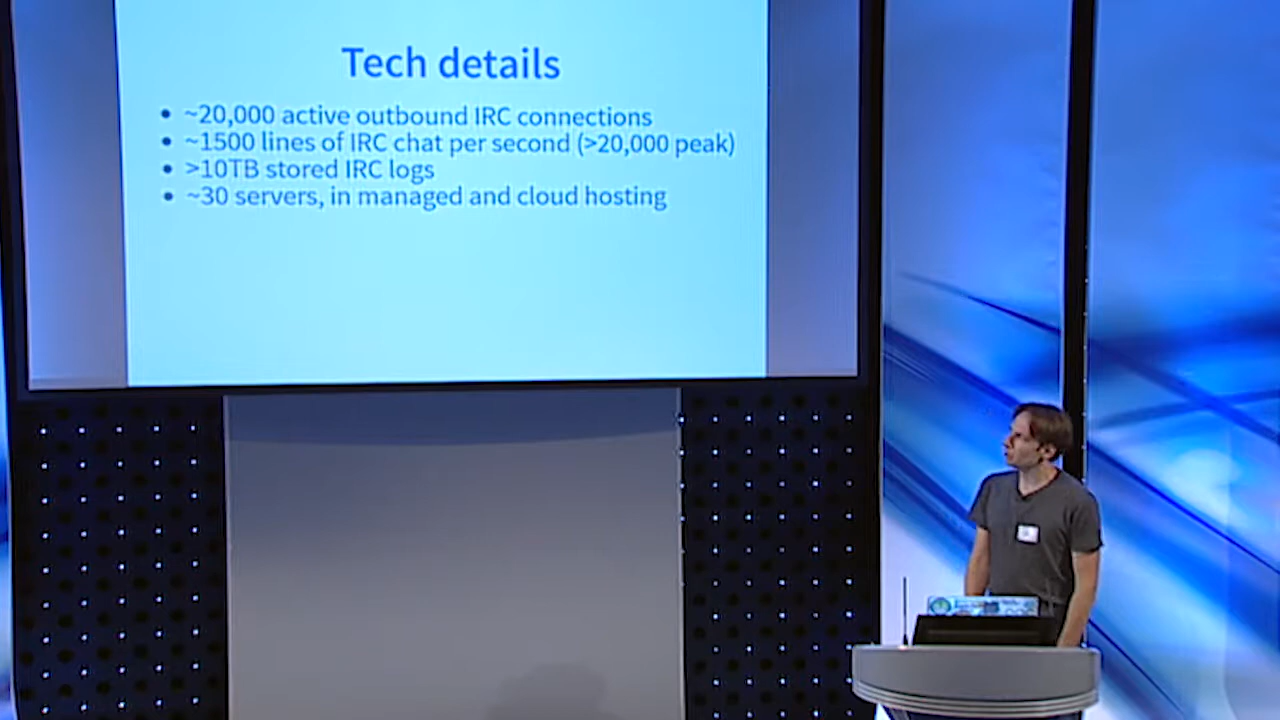 Tech details
• ~20,000 active outbound IRC connections
• ~1500 lines of IRC chat per second (>20,000 peak)
• >10TB stored IRC logs
• ~30 servers, in managed and cloud hosting